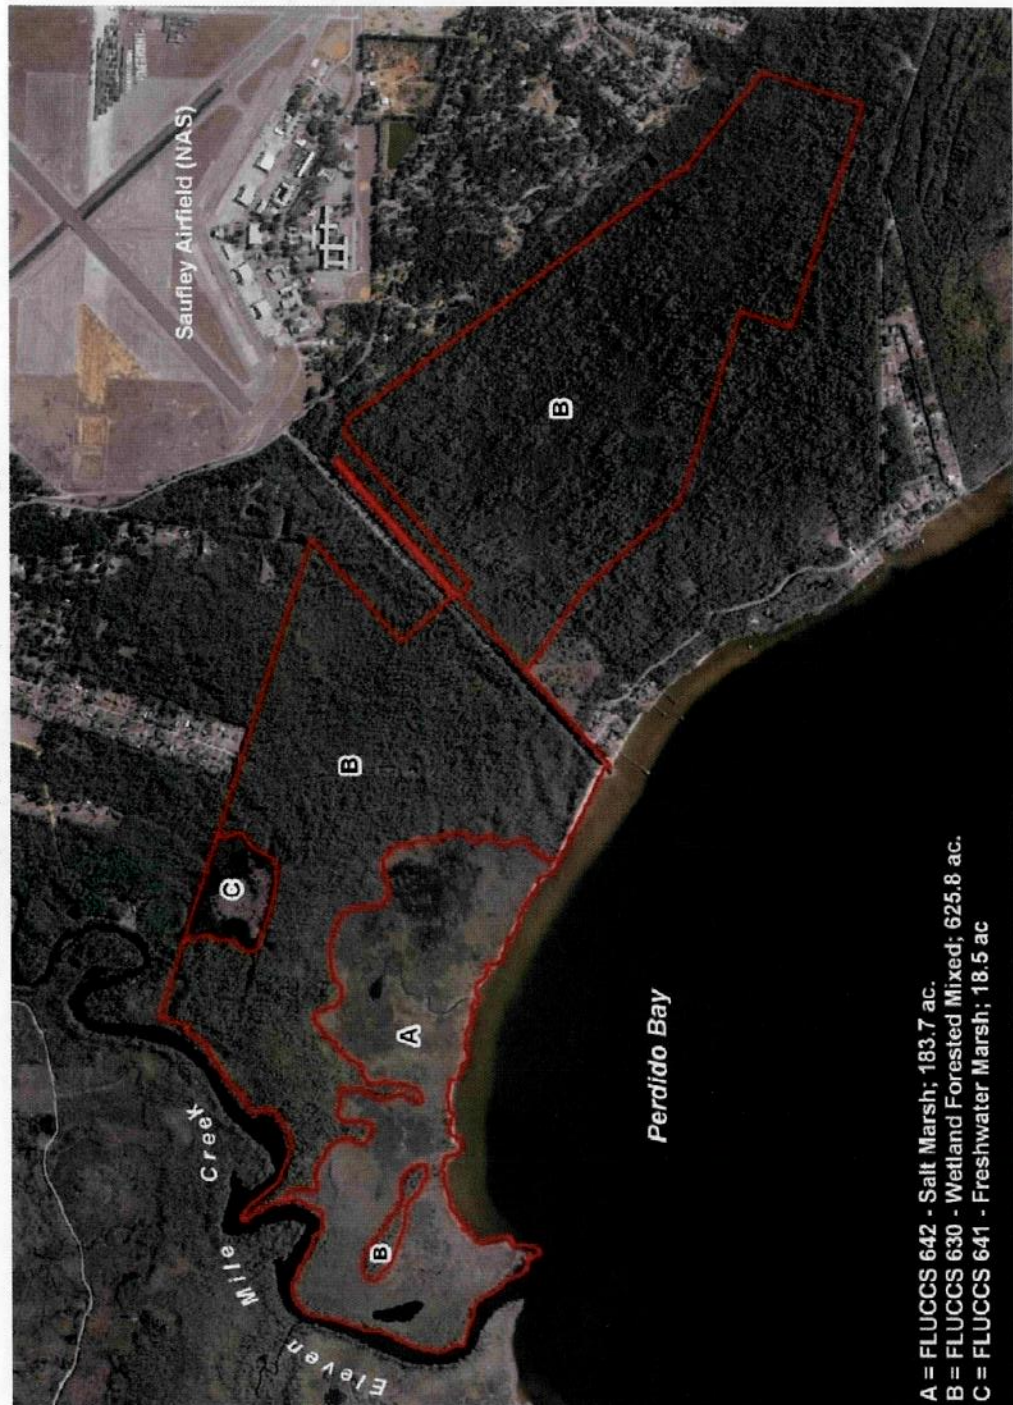 Saufley Airfield (NAS)
B
B
C
A
B
Eleven Mile Creek
Perdido Bay
A = FLUCCS 642 - Salt Marsh; 183.7 ac.
B = FLUCCS 630 - Wetland Forested Mixed; 625.8 ac.
C = FLUCCS 641 - Freshwater Marsh; 18.5 ac